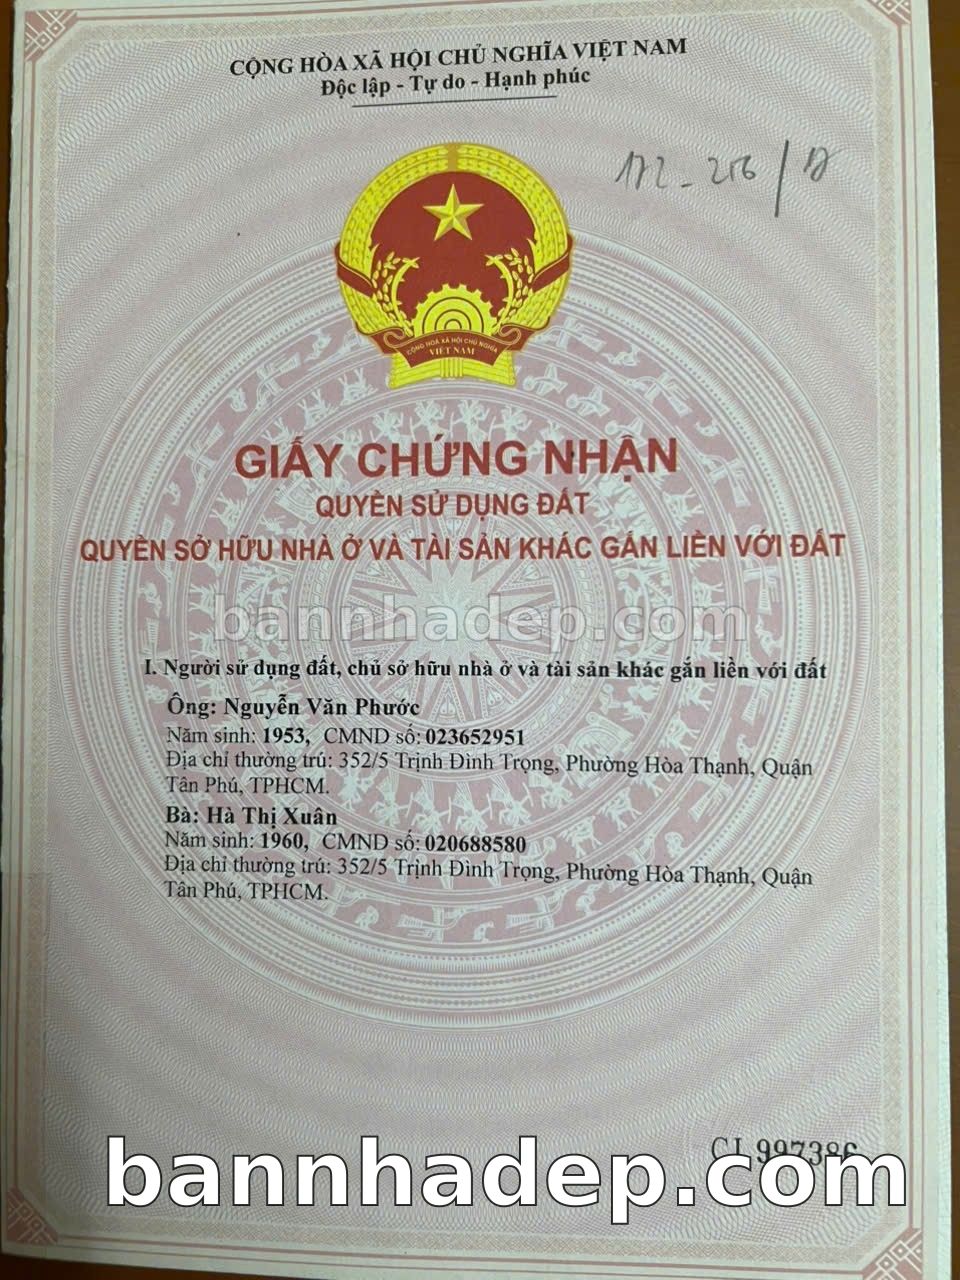 CỘNG HÒA XÃ HỘI CHỦ NGHĨA VIỆT NAM
Độc lập - Tự do - Hạnh phúc
CỘNG HOÀ XÃ HỘI CHỦ NGHĨA
VIỆT NAM
GIẤY CHỨNG NHẬN
QUYỀN SỬ DỤNG ĐẤT
QUYỀN SỞ HỮU NHÀ Ở VÀ TÀI SẢN KHÁC GẮN LIỀN VỚI ĐẤT
bannhadep.com
I. Người sử dụng đất, chủ sở hữu nhà ở và tài sản khác gắn liền với đất
Ông: Nguyễn Văn Phước
Năm sinh: 1953, CMND số: 023652951
Địa chỉ thường trú: 352/5 Trịnh Đình Trọng, Phường Hòa Thạnh, Quận
Tân Phú, TPHCM.
Bà: Hà Thị Xuân
Năm sinh: 1960, CMND số: 020688580
Địa chỉ thường trú: 352/5 Trịnh Đình Trọng, Phường Hòa Thạnh, Quận
Tân Phú, TPHCM.
bannhadep.com